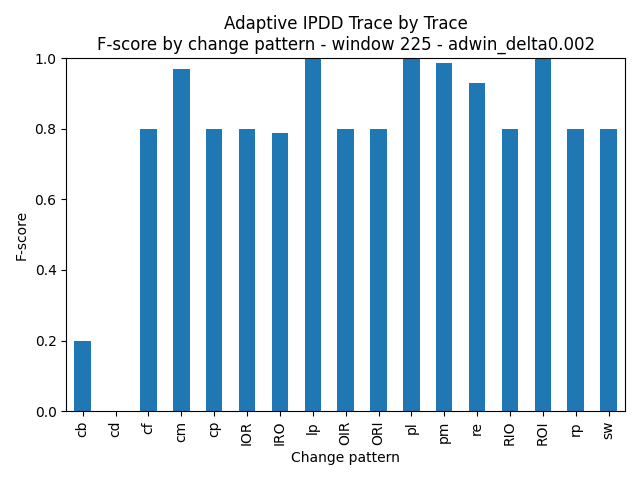 Adaptive IPDD Trace by Trace
F-score by change pattern - window 225 - adwin_delta0.002
1.0
0.8
0.6
0.4
0.2
0.0
F-score
cb
cd
cf
cm
cp
IOR
IRO
lp
OIR
ORI
pl
pm
re
RIO
ROI
rp
sw
Change pattern